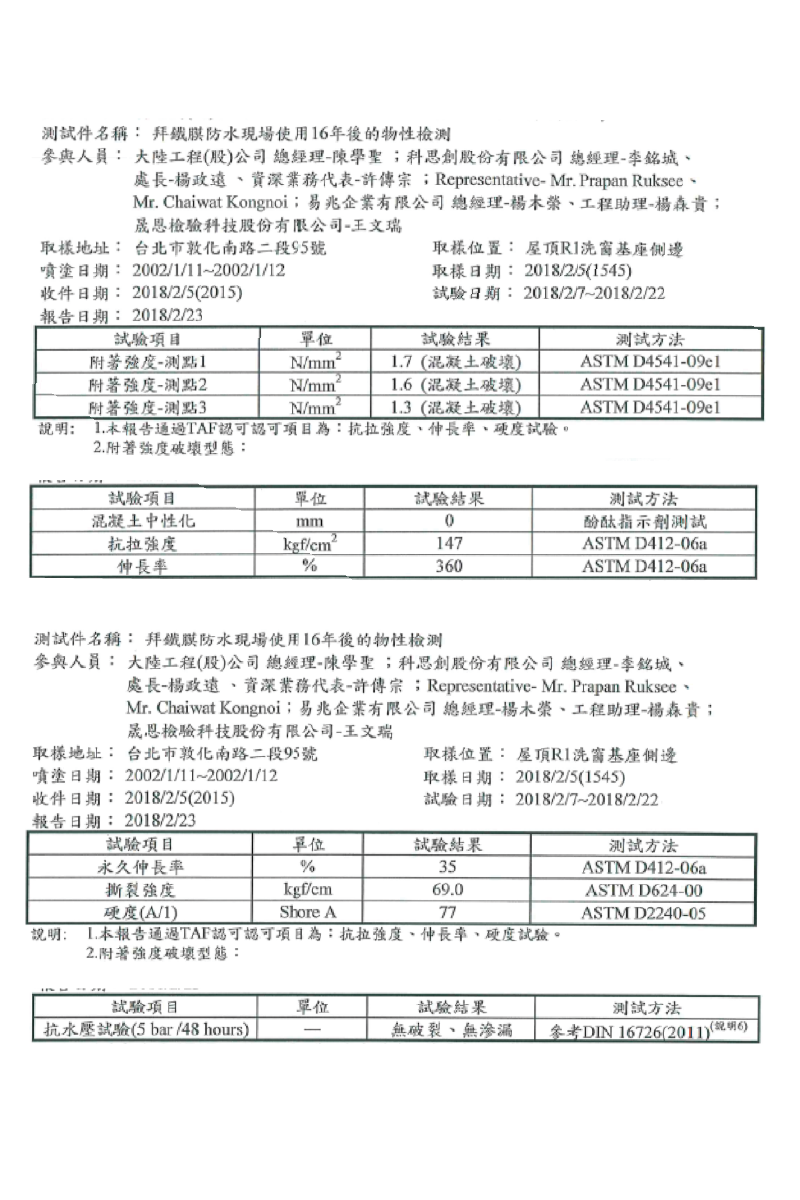 測試件名稱： 拜鐵膜防水現場使用16年後的物性檢測
參與人員： 大陸工程(股)公司 總經理-陳學聖 ；科思創股份有限公司 總經理-李銘城、
處長-楊政遠 、資深業務代表-許傳宗 ；Representative- Mr. Prapan Ruksee、
Mr. Chaiwat Kongnoi；易兆企業有限公司 總經理-楊木榮、工程助理-楊森貴；
晟恩檢驗科技股份有限公司-王文瑞
取樣地址： 台北市敦化南路二段95號 取樣位置： 屋頂R1洗窗基座側邊
噴塗日期： 2002/1/11~2002/1/12 取樣日期： 2018/2/5(1545)
收件日期： 2018/2/5(2015) 試驗日期： 2018/2/7~2018/2/22
報告日期： 2018/2/23
試驗項目 單位 試驗結果 測試方法
附著強度-測點1 N/mm² 1.7 (混凝土破壞) ASTM D4541-09e1
附著強度-測點2 N/mm² 1.6 (混凝土破壞) ASTM D4541-09e1
附著強度-測點3 N/mm² 1.3 (混凝土破壞) ASTM D4541-09e1
說明： 1.本報告通過TAF認可認可項目為：抗拉強度、伸長率、硬度試驗。
2.附著強度破壞型態：
試驗項目 單位 試驗結果 測試方法
混凝土中性化 mm 0 酚酞指示劑測試
抗拉強度 kgf/cm² 147 ASTM D412-06a
伸長率 % 360 ASTM D412-06a
測試件名稱： 拜鐵膜防水現場使用16年後的物性檢測
參與人員： 大陸工程(股)公司 總經理-陳學聖 ；科思創股份有限公司 總經理-李銘城、
處長-楊政遠 、資深業務代表-許傳宗 ；Representative- Mr. Prapan Ruksee、
Mr. Chaiwat Kongnoi；易兆企業有限公司 總經理-楊木榮、工程助理-楊森貴；
晟恩檢驗科技股份有限公司-王文瑞
取樣地址： 台北市敦化南路二段95號 取樣位置： 屋頂R1洗窗基座側邊
噴塗日期： 2002/1/11~2002/1/12 取樣日期： 2018/2/5(1545)
收件日期： 2018/2/5(2015) 試驗日期： 2018/2/7~2018/2/22
報告日期： 2018/2/23
試驗項目 單位 試驗結果 測試方法
永久伸長率 % 35 ASTM D412-06a
撕裂強度 kgf/cm 69.0 ASTM D624-00
硬度(A/1) Shore A 77 ASTM D2240-05
說明： 1.本報告通過TAF認可認可項目為：抗拉強度、伸長率、硬度試驗。
2.附著強度破壞型態：
試驗項目 單位 試驗結果 測試方法
抗水壓試驗(5 bar /48 hours) — 無破裂、無滲漏 參考DIN 16726(2011)(說明6)